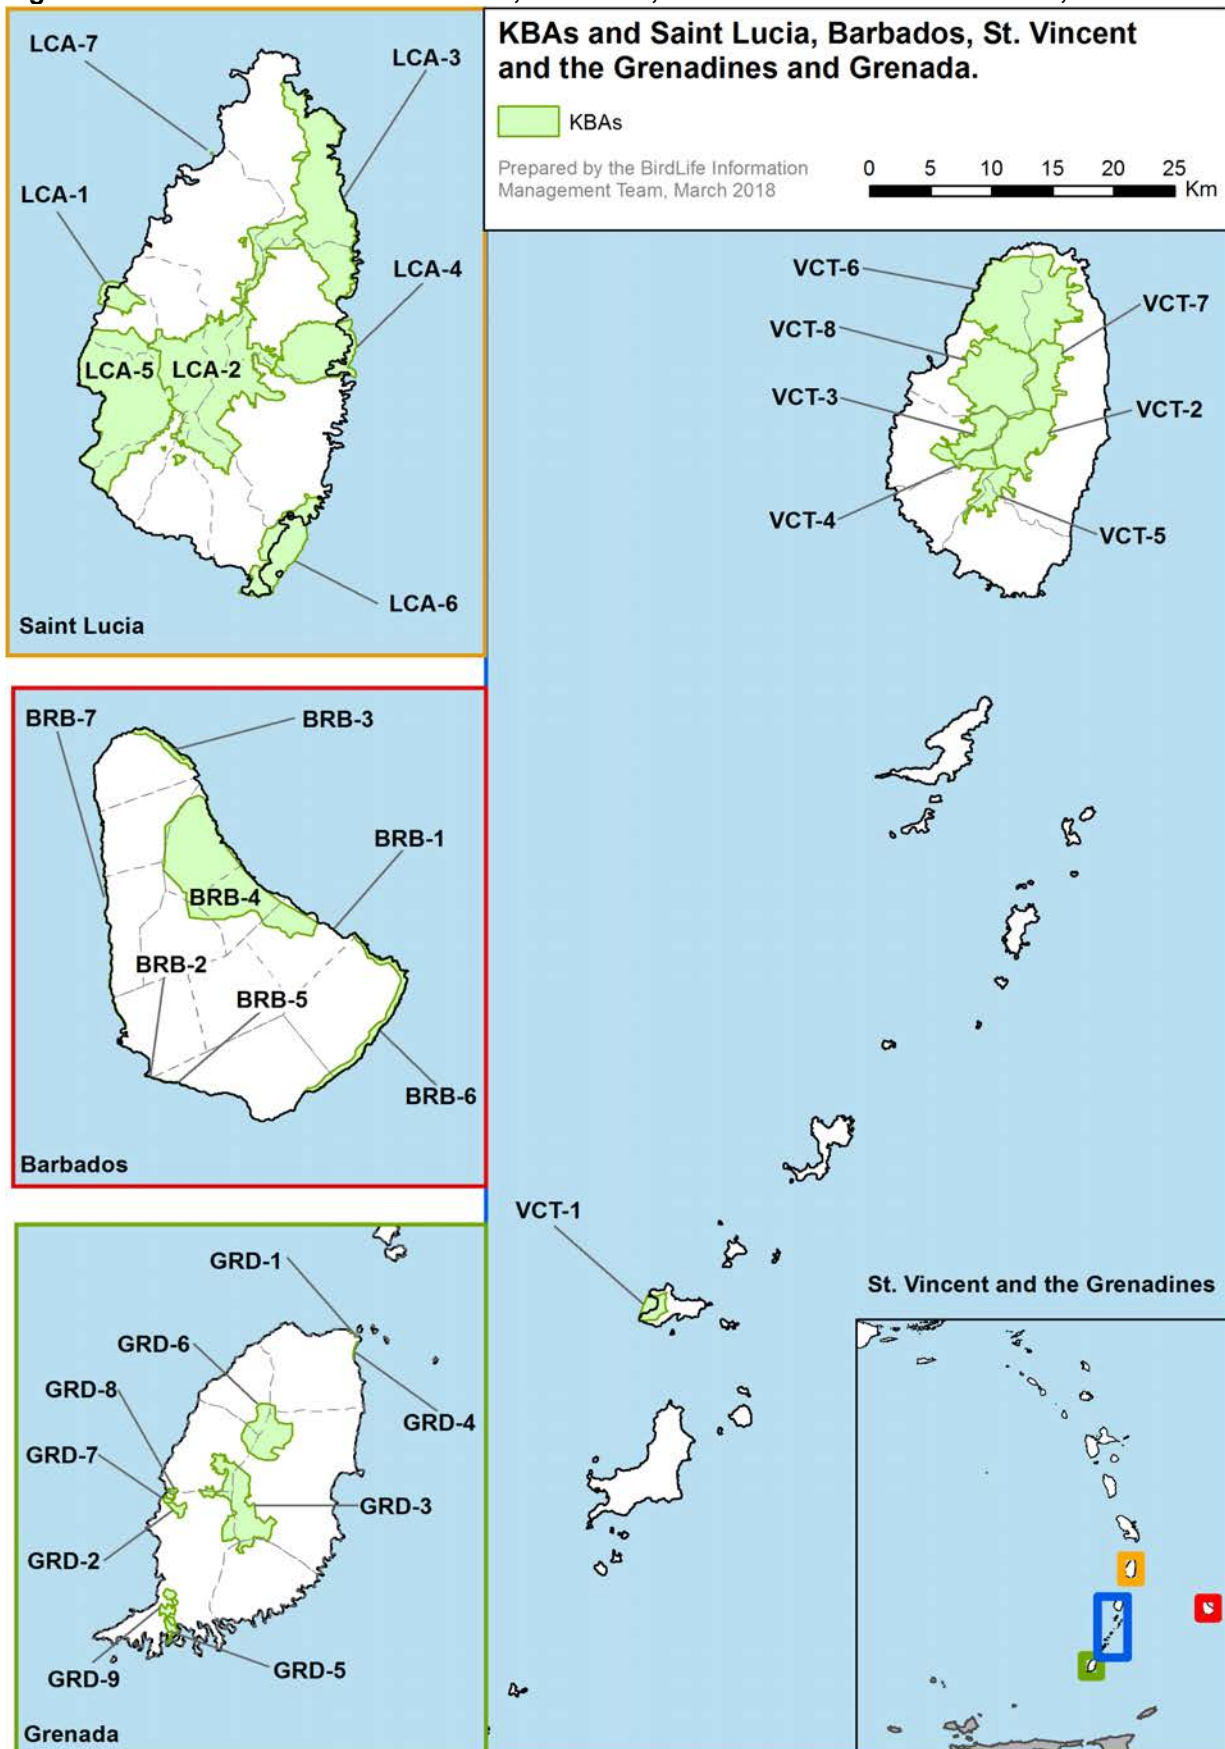 KBAs and Saint Lucia, Barbados, St. Vincent
and the Grenadines and Grenada.
KBAs
Prepared by the BirdLife Information
Management Team, March 2018
0 5 10 15 20 25
Km
LCA-7
LCA-3
LCA-1
LCA-4
LCA-5
LCA-2
LCA-6
Saint Lucia
VCT-6
VCT-7
VCT-8
VCT-3
VCT-2
VCT-4
VCT-5
BRB-7
BRB-3
BRB-1
BRB-4
BRB-2
BRB-5
BRB-6
Barbados
VCT-1
St. Vincent and the Grenadines
GRD-1
GRD-6
GRD-8
GRD-4
GRD-7
GRD-3
GRD-2
GRD-5
GRD-9
Grenada